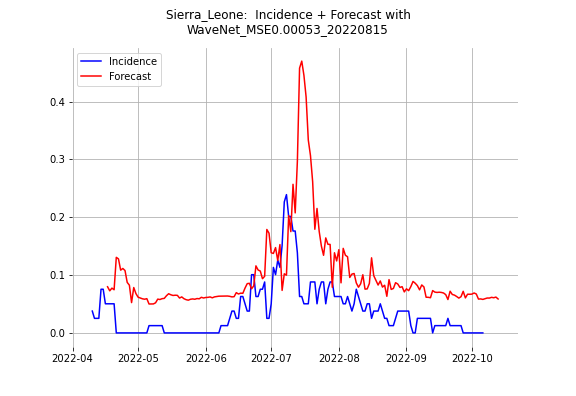 Sierra_Leone:  Incidence + Forecast with
WaveNet_MSE0.00053_20220815
Incidence
Forecast
0.4
0.3
0.2
0.1
0.0
2022-04 2022-05 2022-06 2022-07 2022-08 2022-09 2022-10